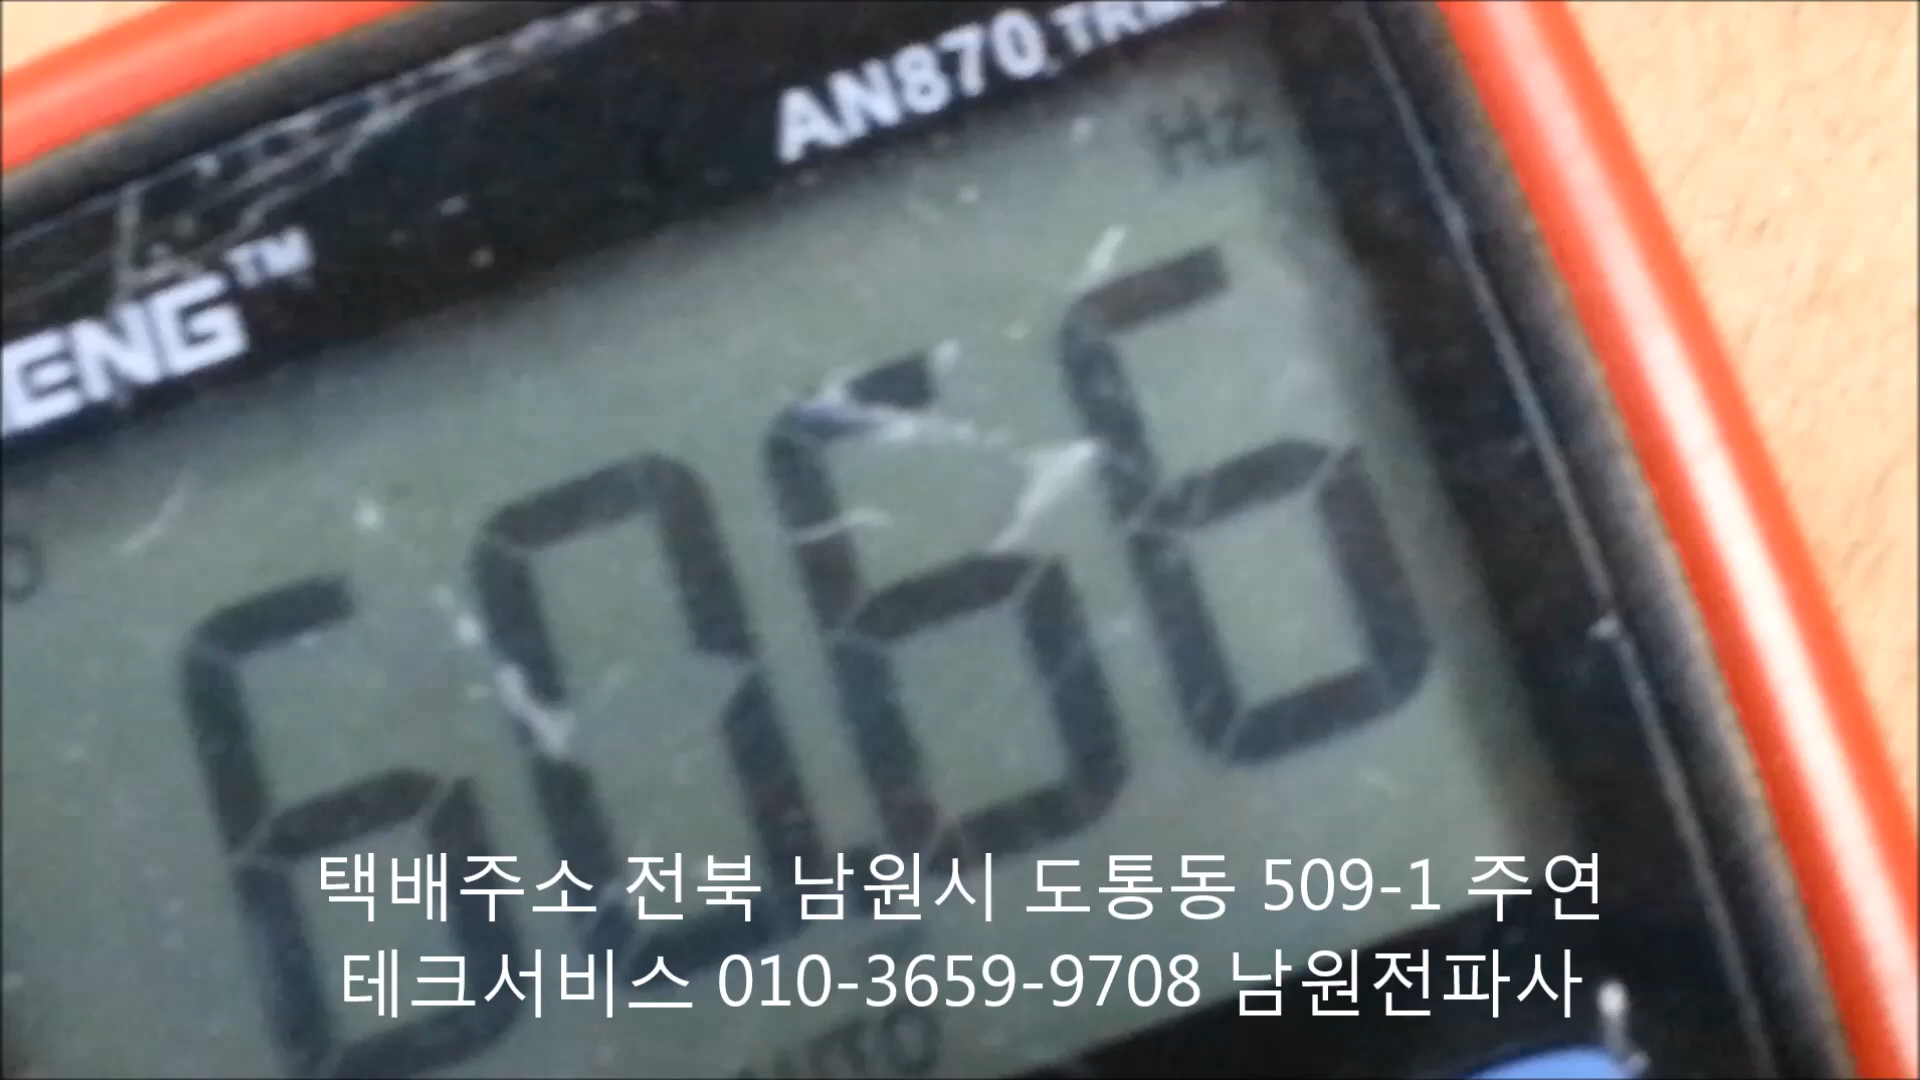 AN870
Hz
ENG™
6066
택배주소 전북 남원시 도통동 509-1 주연
테크서비스 010-3659-9708 남원전파사